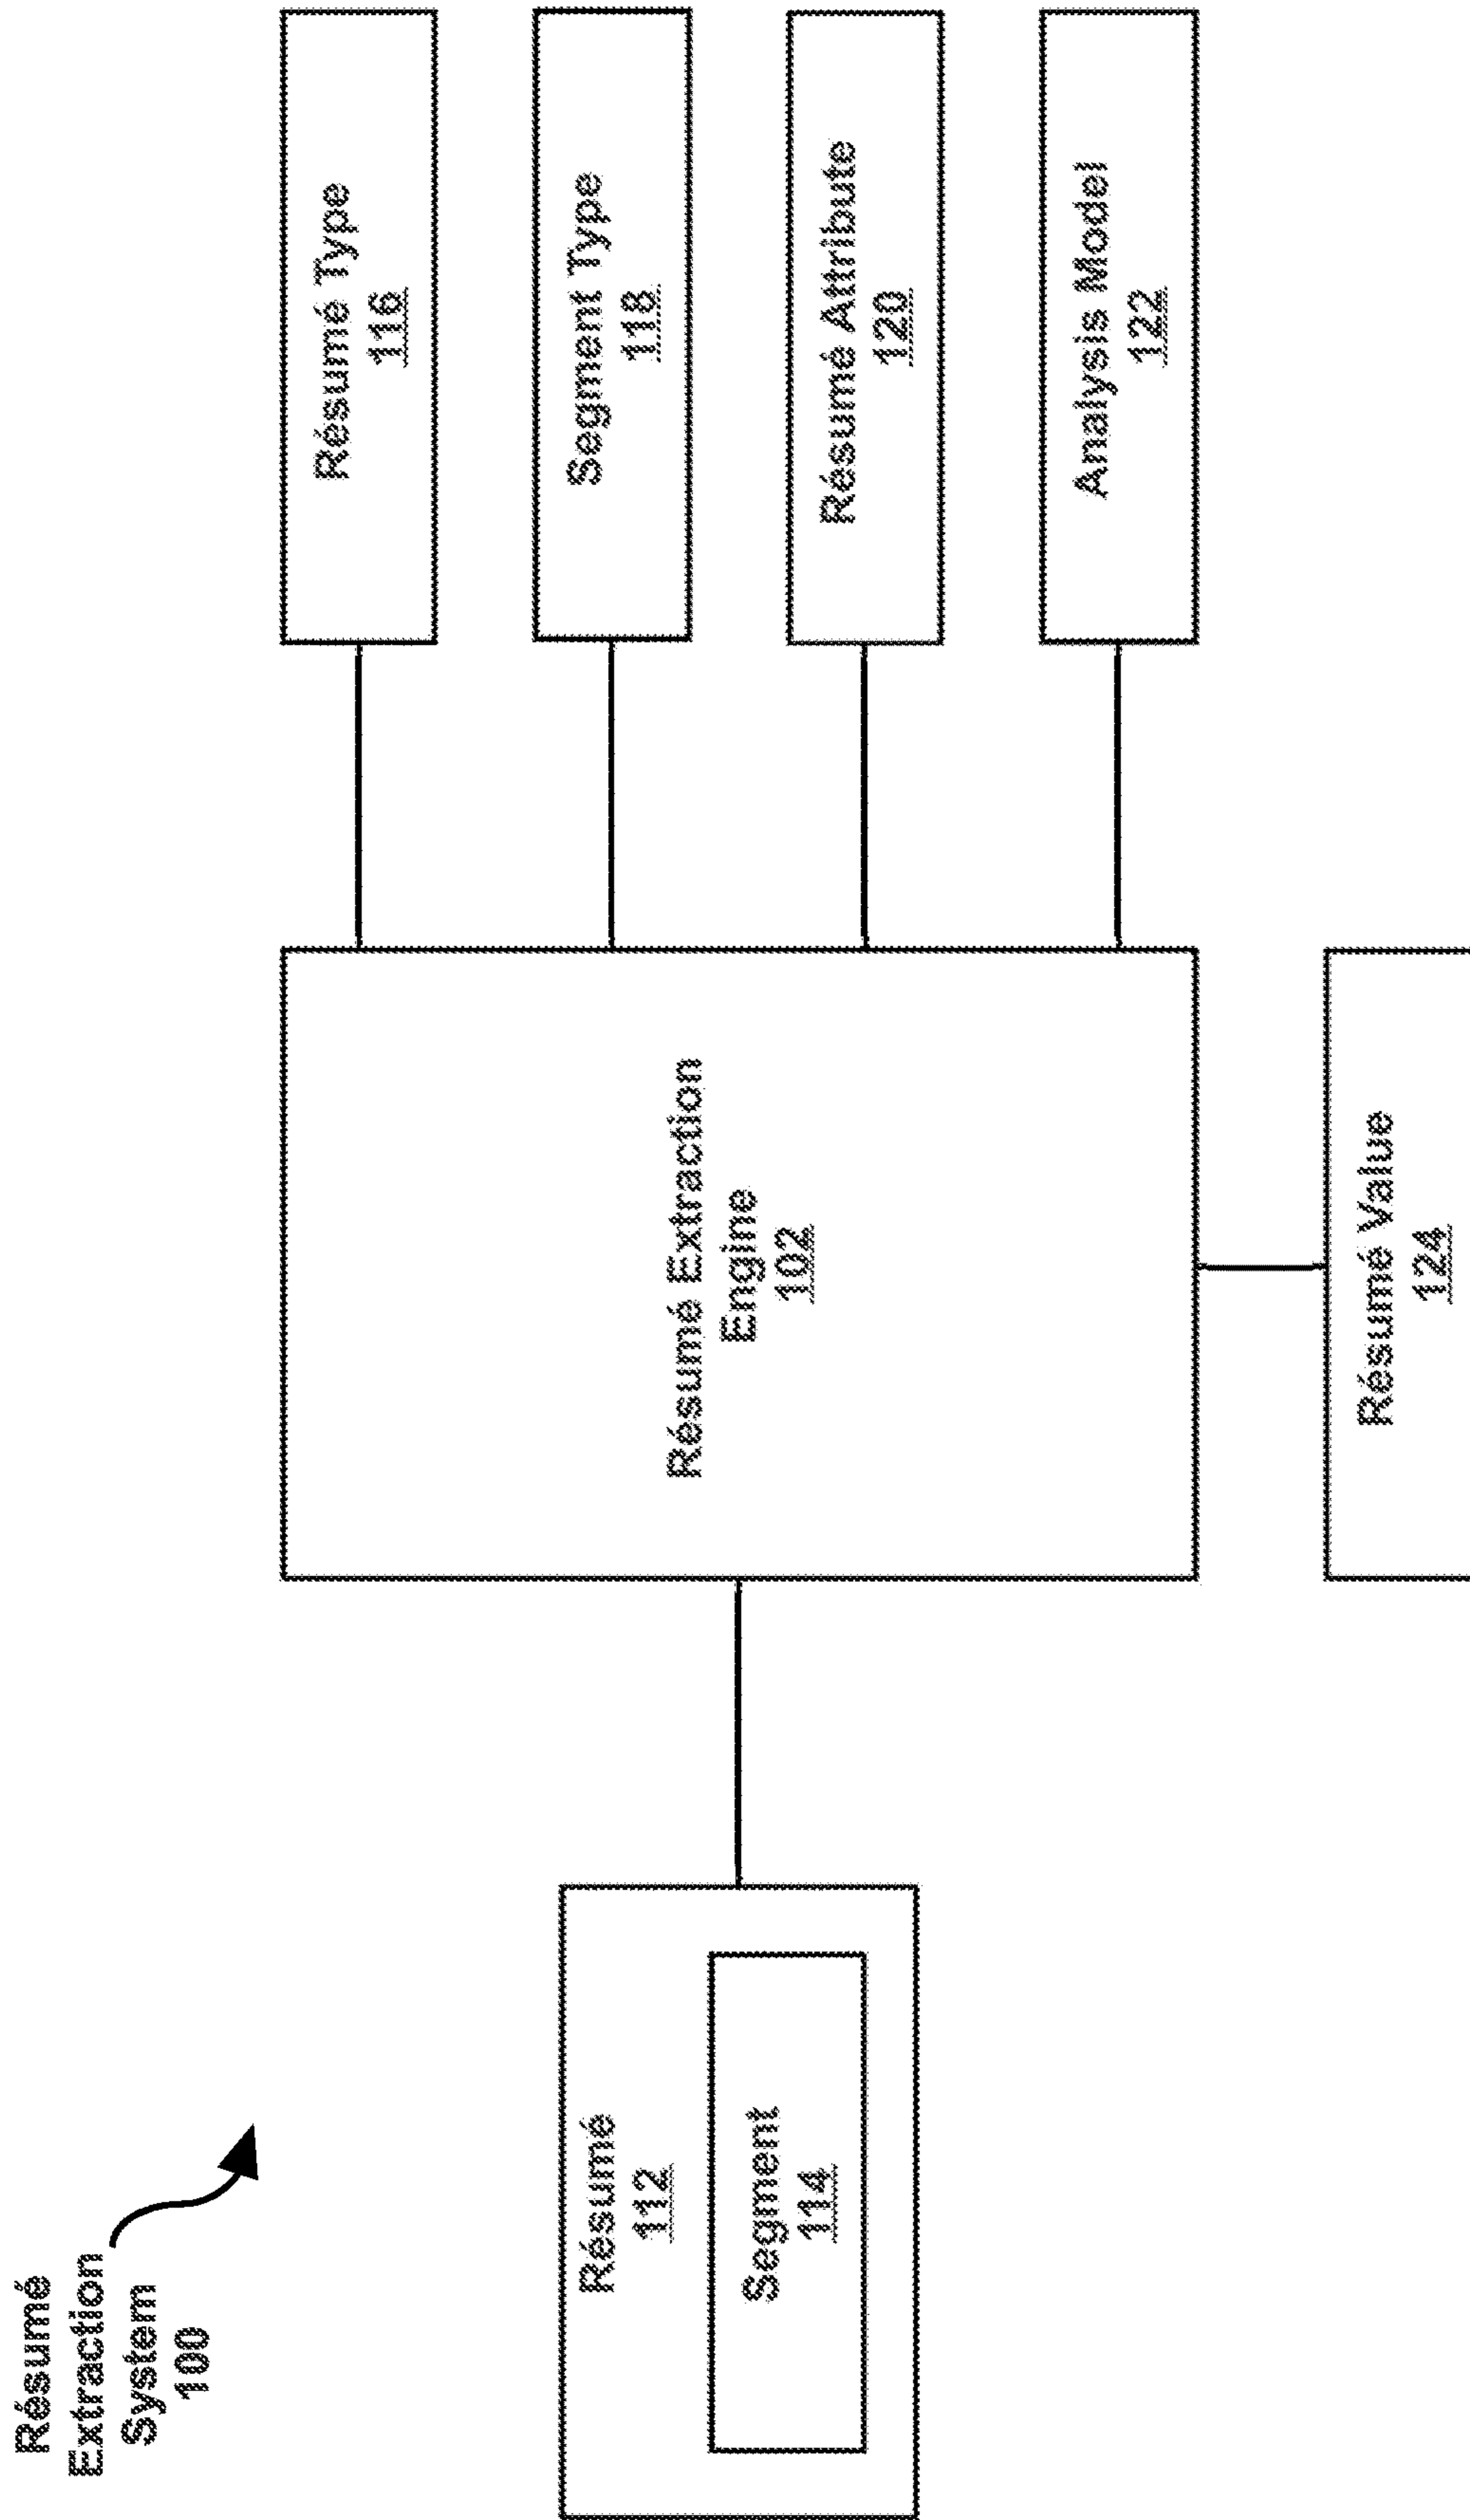 Résumé
Extraction
System
100
Résumé
112
Segment
114
Résumé Extraction
Engine
102
Résumé Type
116
Segment Type
118
Résumé Attribute
120
Analysis Model
122
Résumé Value
124